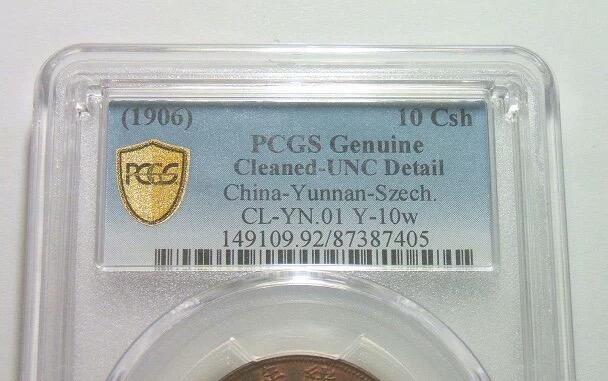 (1906) 10 Csh
PCGS Genuine
Cleaned-UNC Detail
China-Yunnan-Szech.
CL-YN.01 Y-10w
149109.92/87387405
PCGS